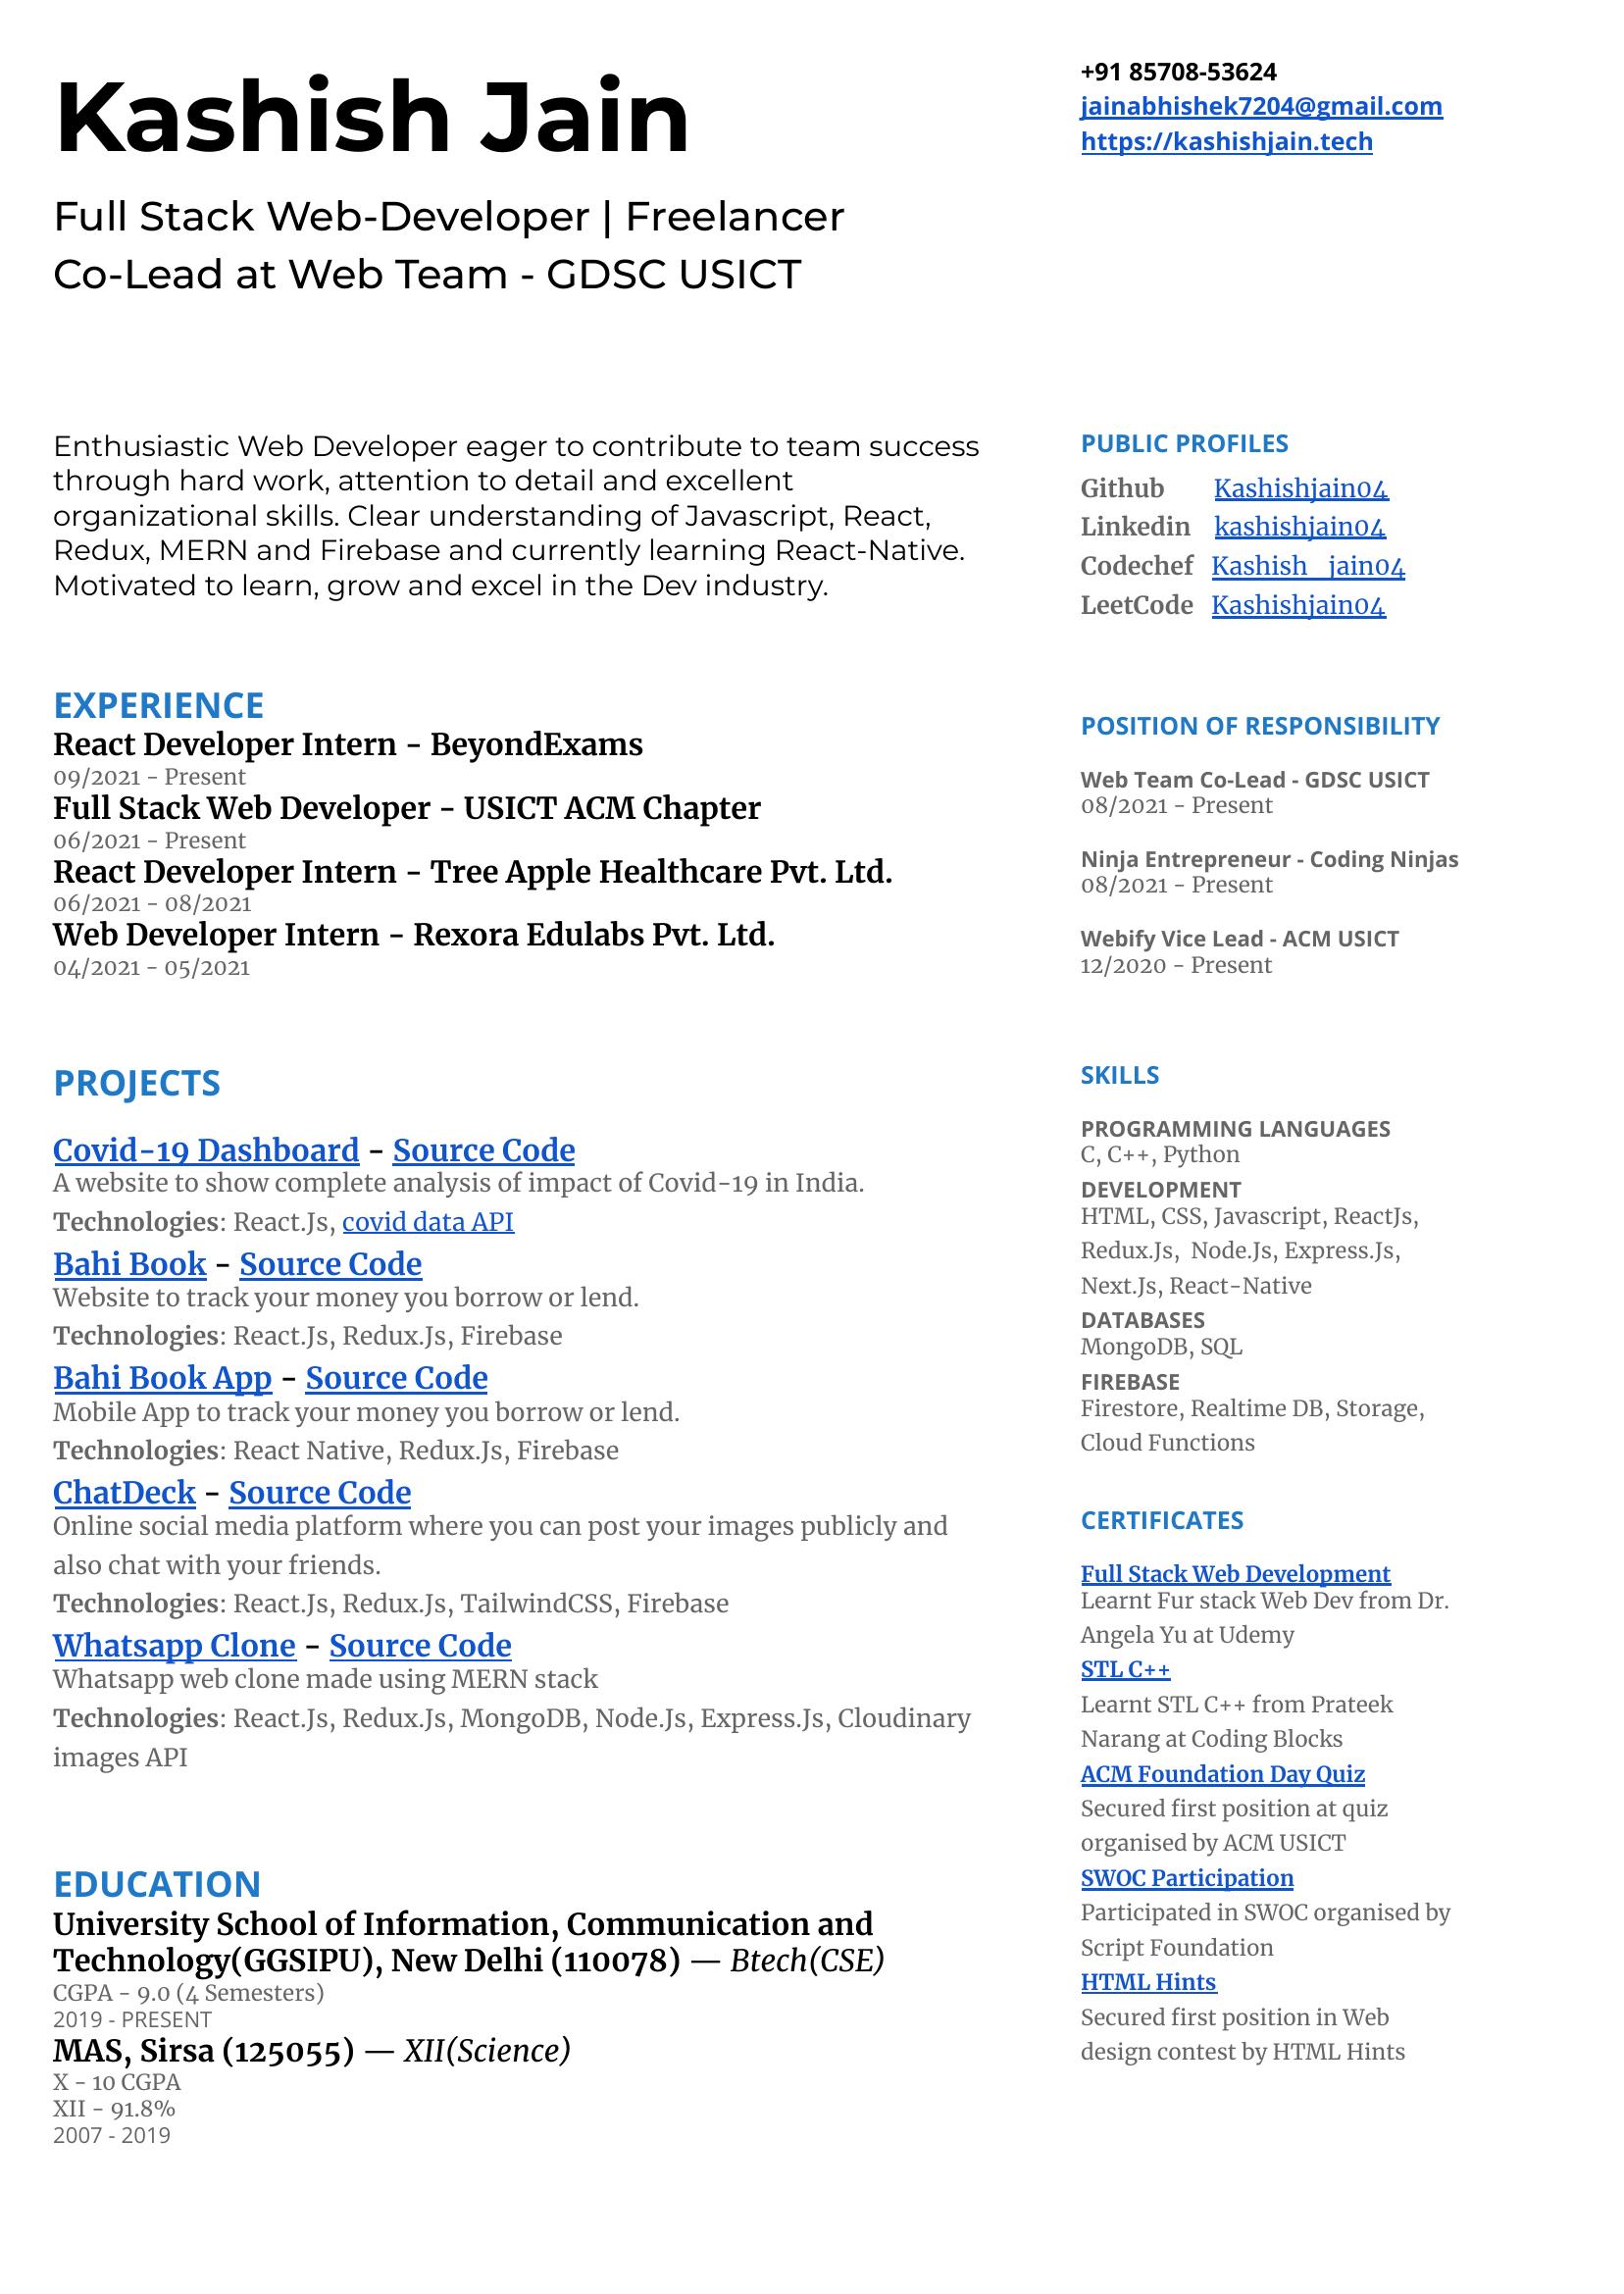 Kashish Jain
Full Stack Web-Developer | Freelancer
Co-Lead at Web Team - GDSC USICT
+91 85708-53624
jainabhishek7204@gmail.com
https://kashishjain.tech
Enthusiastic Web Developer eager to contribute to team success
through hard work, attention to detail and excellent
organizational skills. Clear understanding of Javascript, React,
Redux, MERN and Firebase and currently learning React-Native.
Motivated to learn, grow and excel in the Dev industry.
EXPERIENCE
React Developer Intern - BeyondExams
09/2021 - Present
Full Stack Web Developer - USICT ACM Chapter
06/2021 - Present
React Developer Intern - Tree Apple Healthcare Pvt. Ltd.
06/2021 - 08/2021
Web Developer Intern - Rexora Edulabs Pvt. Ltd.
04/2021 - 05/2021
PROJECTS
Covid-19 Dashboard - Source Code
A website to show complete analysis of impact of Covid-19 in India.
Technologies: React.Js, covid data API
Bahi Book - Source Code
Website to track your money you borrow or lend.
Technologies: React.Js, Redux.Js, Firebase
Bahi Book App - Source Code
Mobile App to track your money you borrow or lend.
Technologies: React Native, Redux.Js, Firebase
ChatDeck - Source Code
Online social media platform where you can post your images publicly and
also chat with your friends.
Technologies: React.Js, Redux.Js, TailwindCSS, Firebase
Whatsapp Clone - Source Code
Whatsapp web clone made using MERN stack
Technologies: React.Js, Redux.Js, MongoDB, Node.Js, Express.Js, Cloudinary
images API
EDUCATION
University School of Information, Communication and
Technology(GGSIPU), New Delhi (110078) — Btech(CSE)
CGPA - 9.0 (4 Semesters)
2019 - PRESENT
MAS, Sirsa (125055) — XII(Science)
X - 10 CGPA
XII - 91.8%
2007 - 2019
PUBLIC PROFILES
Github Kashishjain04
Linkedin kashishjain04
Codechef Kashish_jain04
LeetCode Kashishjain04
POSITION OF RESPONSIBILITY
Web Team Co-Lead - GDSC USICT
08/2021 - Present
Ninja Entrepreneur - Coding Ninjas
08/2021 - Present
Webify Vice Lead - ACM USICT
12/2020 - Present
SKILLS
PROGRAMMING LANGUAGES
C, C++, Python
DEVELOPMENT
HTML, CSS, Javascript, ReactJs,
Redux.Js, Node.Js, Express.Js,
Next.Js, React-Native
DATABASES
MongoDB, SQL
FIREBASE
Firestore, Realtime DB, Storage,
Cloud Functions
CERTIFICATES
Full Stack Web Development
Learnt Fur stack Web Dev from Dr.
Angela Yu at Udemy
STL C++
Learnt STL C++ from Prateek
Narang at Coding Blocks
ACM Foundation Day Quiz
Secured first position at quiz
organised by ACM USICT
SWOC Participation
Participated in SWOC organised by
Script Foundation
HTML Hints
Secured first position in Web
design contest by HTML Hints